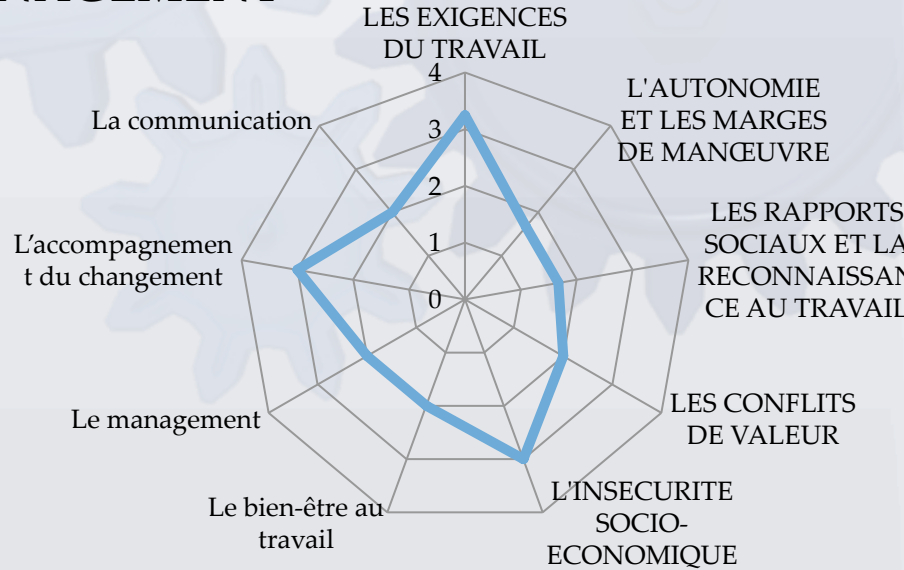 LES EXIGENCES
DU TRAVAIL
L'AUTONOMIE
ET LES MARGES
DE MANŒUVRE
LES RAPPORTS
SOCIAUX ET LA
RECONNAISSAN
CE AU TRAVAIL
LES CONFLITS
DE VALEUR
L'INSECURITE
SOCIO-
ECONOMIQUE
Le bien-être au
travail
Le management
L'accompagnemen
t du changement
La communication
4
3
2
1
0